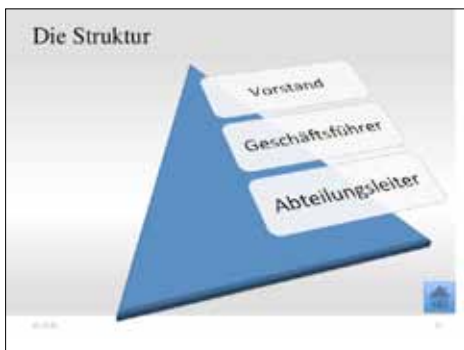 Die Struktur
Vorstand
Geschäftsführer
Abteilungsleiter